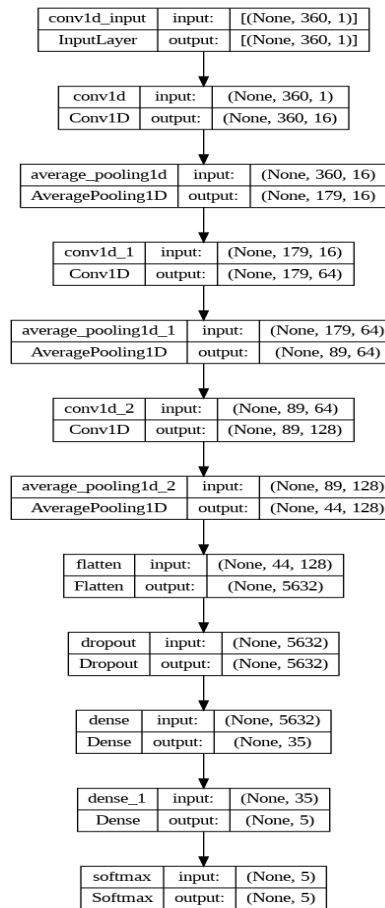 conv1d_input input: [(None, 360, 1)]
InputLayer output: [(None, 360, 1)]
conv1d input: (None, 360, 1)
Conv1D output: (None, 360, 16)
average_pooling1d input: (None, 360, 16)
AveragePooling1D output: (None, 179, 16)
conv1d_1 input: (None, 179, 16)
Conv1D output: (None, 179, 64)
average_pooling1d_1 input: (None, 179, 64)
AveragePooling1D output: (None, 89, 64)
conv1d_2 input: (None, 89, 64)
Conv1D output: (None, 89, 128)
average_pooling1d_2 input: (None, 89, 128)
AveragePooling1D output: (None, 44, 128)
flatten input: (None, 44, 128)
Flatten output: (None, 5632)
dropout input: (None, 5632)
Dropout output: (None, 5632)
dense input: (None, 5632)
Dense output: (None, 35)
dense_1 input: (None, 35)
Dense output: (None, 5)
softmax input: (None, 5)
Softmax output: (None, 5)